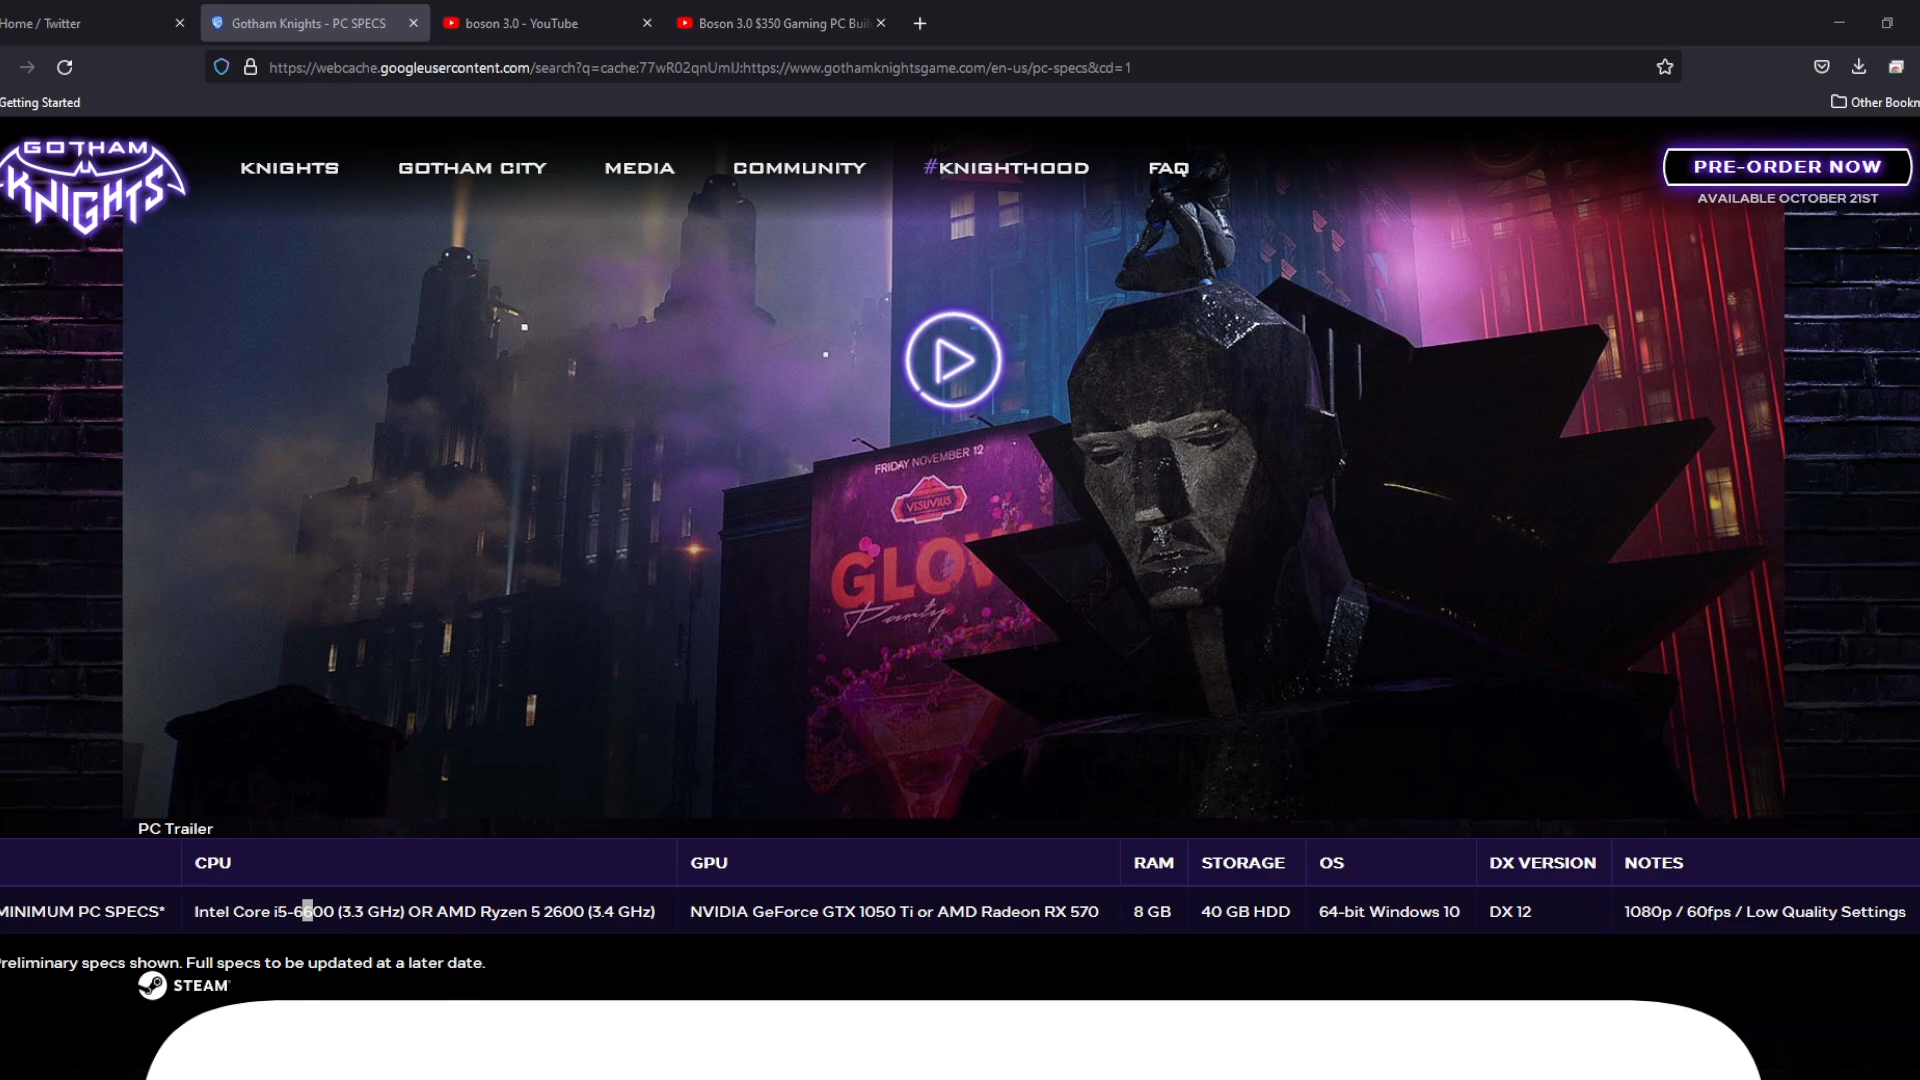 Home / Twitter
Gotham Knights - PC SPECS
boson 3.0 - YouTube
Boson 3.0 $350 Gaming PC Buil
https://webcache.googleusercontent.com/search?q=cache:77wR02qnUmIJ:https://www.gothamknightsgame.com/en-us/pc-specs&cd=1
Getting Started
Other Bookm
GOTHAM
KNIGHTS
KNIGHTS
GOTHAM CITY
MEDIA
COMMUNITY
#KNIGHTHOOD
FAQ
PRE-ORDER NOW
AVAILABLE OCTOBER 21ST
FRIDAY NOVEMBER 12
VESUVIUS
GLOW
Party
PC Trailer
CPU GPU RAM STORAGE OS DX VERSION NOTES
MINIMUM PC SPECS* Intel Core i5-6600 (3.3 GHz) OR AMD Ryzen 5 2600 (3.4 GHz) NVIDIA GeForce GTX 1050 Ti or AMD Radeon RX 570 8 GB 40 GB HDD 64-bit Windows 10 DX 12 1080p / 60fps / Low Quality Settings
reliminary specs shown. Full specs to be updated at a later date.
STEAM